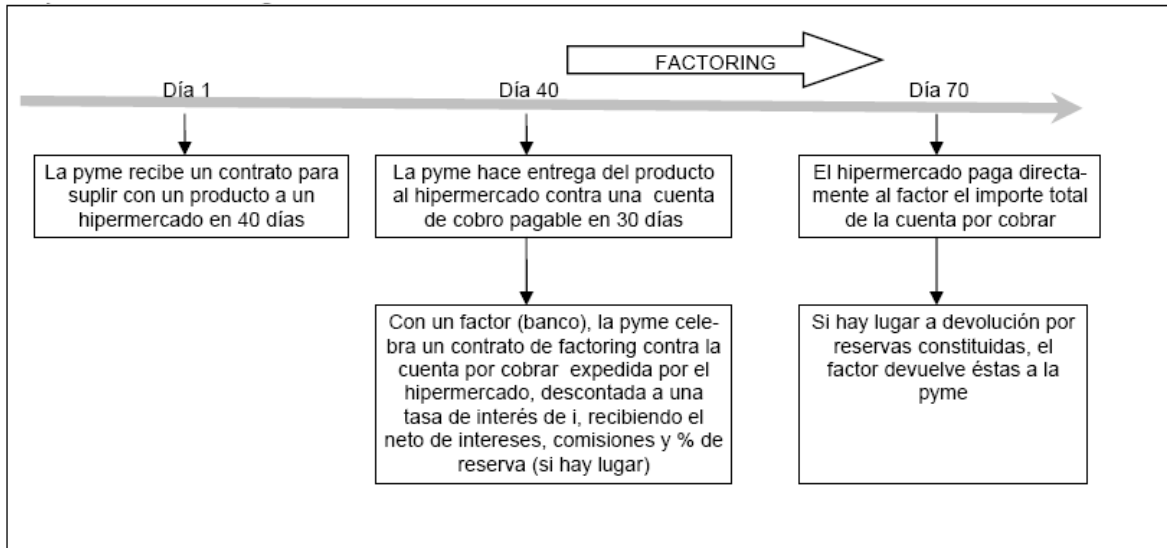 FACTORING
Día 1
Día 40
Día 70
La pyme recibe un contrato para
suplir con un producto a un
hipermercado en 40 días
La pyme hace entrega del producto
al hipermercado contra una cuenta
de cobro pagable en 30 días
El hipermercado paga directa-
mente al factor el importe total
de la cuenta por cobrar
Con un factor (banco), la pyme cele-
bra un contrato de factoring contra la
cuenta por cobrar expedida por el
hipermercado, descontada a una
tasa de interés de i, recibiendo el
neto de intereses, comisiones y % de
reserva (si hay lugar)
Si hay lugar a devolución por
reservas constituidas, el
factor devuelve éstas a la
pyme